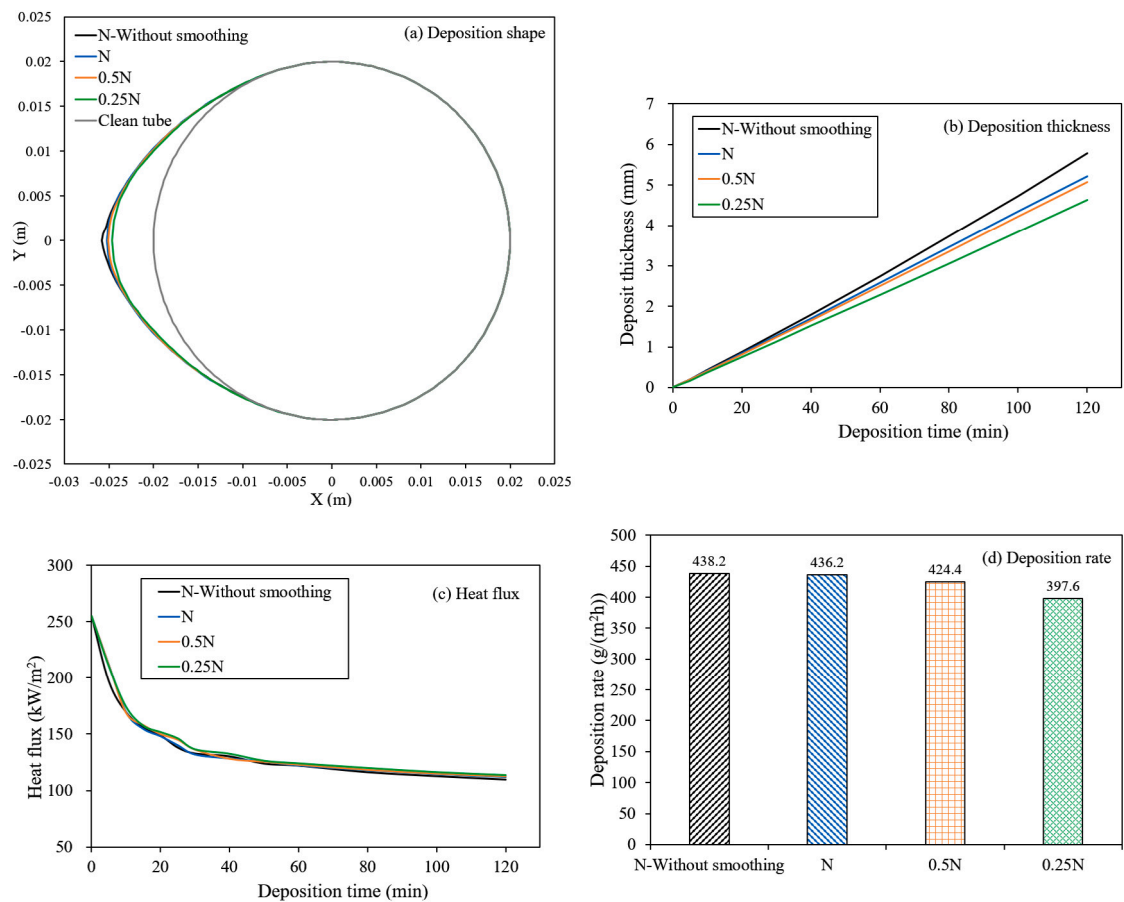 0.025
0.02
0.015
0.01
0.005
0
-0.005
-0.01
-0.015
-0.02
-0.025
Y (m)
N-Without smoothing
N
0.5N
0.25N
Clean tube
(a) Deposition shape
-0.03 -0.025 -0.02 -0.015 -0.01 -0.005 0 0.005 0.01 0.015 0.02 0.025
X (m)
7
6
5
4
3
2
1
0
Deposit thickness (mm)
N-Without smoothing
N
0.5N
0.25N
(b) Deposition thickness
0 20 40 60 80 100 120
Deposition time (min)
300
250
200
150
100
50
Heat flux (kW/m²)
N-Without smoothing
N
0.5N
0.25N
(c) Heat flux
0 20 40 60 80 100 120
Deposition time (min)
500
450
400
350
300
250
200
150
100
50
0
Deposition rate (g/(m²h))
(d) Deposition rate
438.2 436.2 424.4 397.6
N-Without smoothing N 0.5N 0.25N